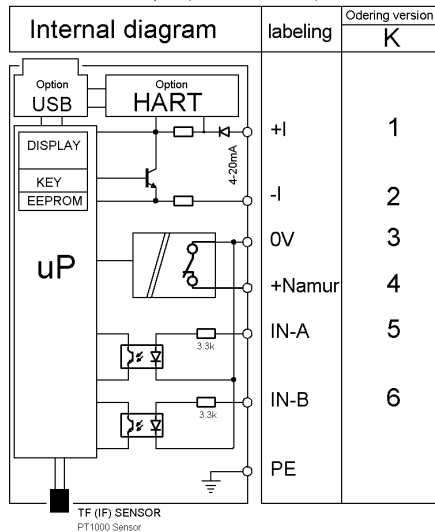 Internal diagram
labeling
Odering version
K
Option
USB
Option
HART
DISPLAY
KEY
EEPROM
uP
4-20mA
+I 1
-I 2
0V 3
+Namur 4
IN-A 5
3.3k
IN-B 6
3.3k
PE
TF (IF) SENSOR
PT1000 Sensor